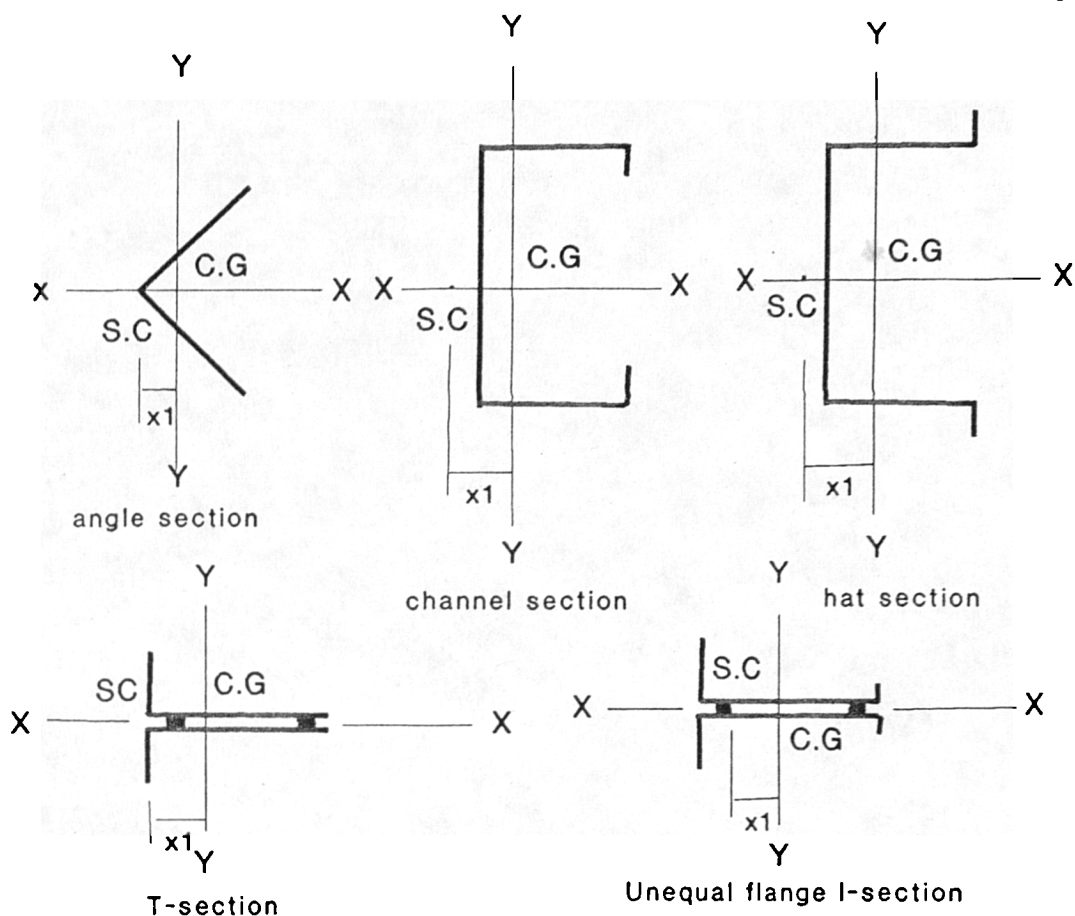 Y
C.G
x X
S.C
x1
Y
angle section
Y
C.G
X X
S.C
x1
Y
channel section
Y
C.G
X X
S.C
x1
Y
hat section
Y
SC C.G
X X
x1
Y
T-section
Y
S.C
X X
C.G
x1
Y
Unequal flange I-section